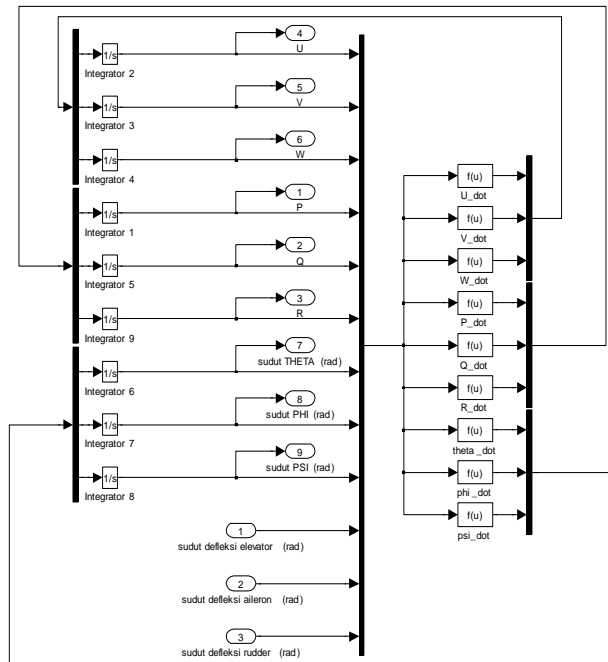 4
1/s
U
Integrator 2
5
1/s
V
Integrator 3
6
1/s
W
Integrator 4
1
1/s
P
Integrator 1
2
1/s
Q
Integrator 5
3
1/s
R
Integrator 9
7
sudut THETA (rad)
1/s
Integrator 6
8
sudut PHI (rad)
1/s
Integrator 7
9
sudut PSI (rad)
1/s
Integrator 8
1
sudut defleksi elevator (rad)
2
sudut defleksi aileron (rad)
3
sudut defleksi rudder (rad)
f(u)
U_dot
f(u)
V_dot
f(u)
W_dot
f(u)
P_dot
f(u)
Q_dot
f(u)
R_dot
f(u)
theta _dot
f(u)
phi_dot
f(u)
psi_dot